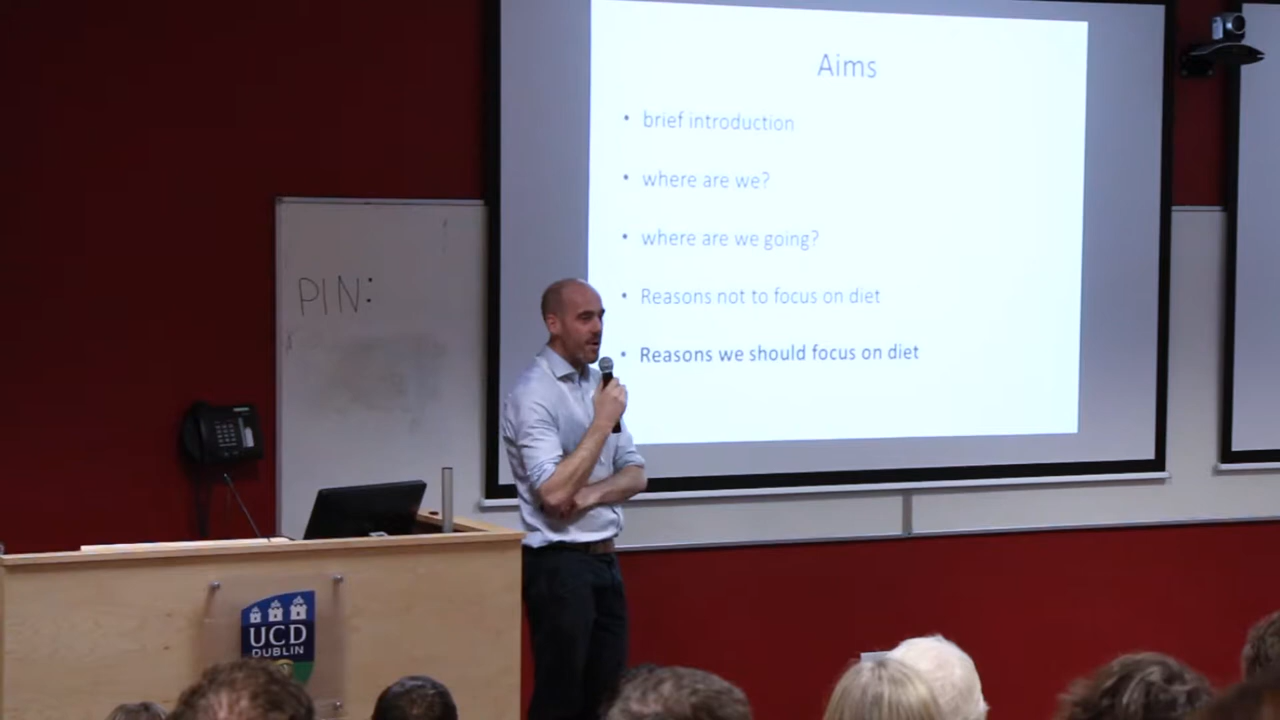 Aims
• brief introduction
• where are we?
• where are we going?
• Reasons not to focus on diet
• Reasons we should focus on diet
PIN:
UCD
DUBLIN